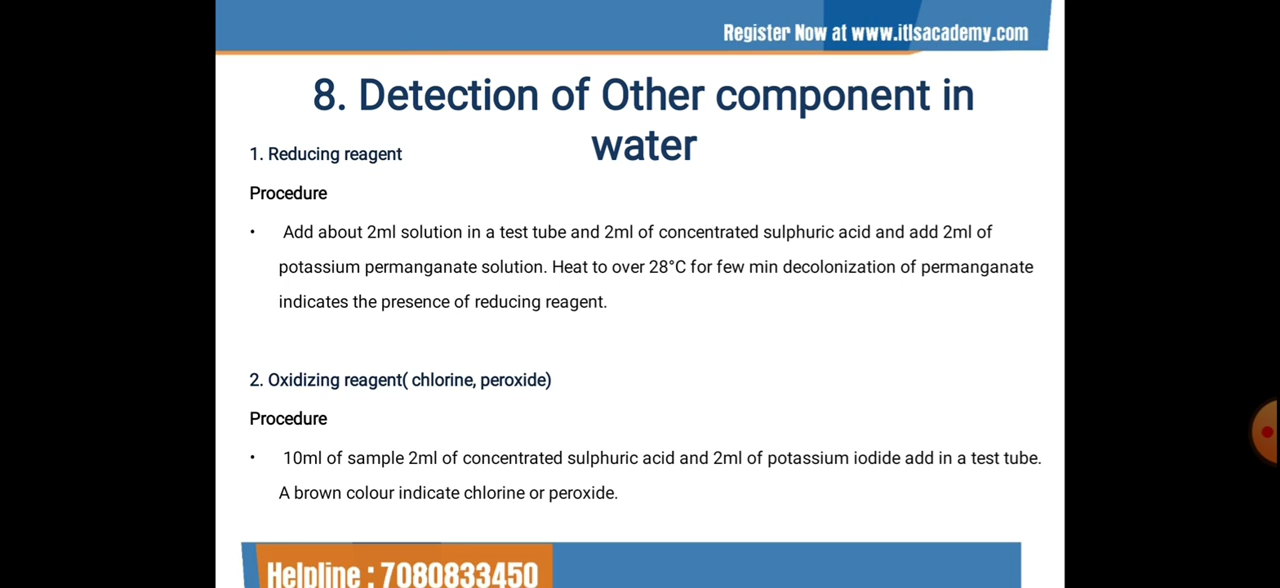 Register Now at www.itlsacademy.com
8. Detection of Other component in
water
1. Reducing reagent
Procedure
• Add about 2ml solution in a test tube and 2ml of concentrated sulphuric acid and add 2ml of
potassium permanganate solution. Heat to over 28°C for few min decolonization of permanganate
indicates the presence of reducing reagent.
2. Oxidizing reagent( chlorine, peroxide)
Procedure
• 10ml of sample 2ml of concentrated sulphuric acid and 2ml of potassium iodide add in a test tube.
A brown colour indicate chlorine or peroxide.
Helpline : 7080833450